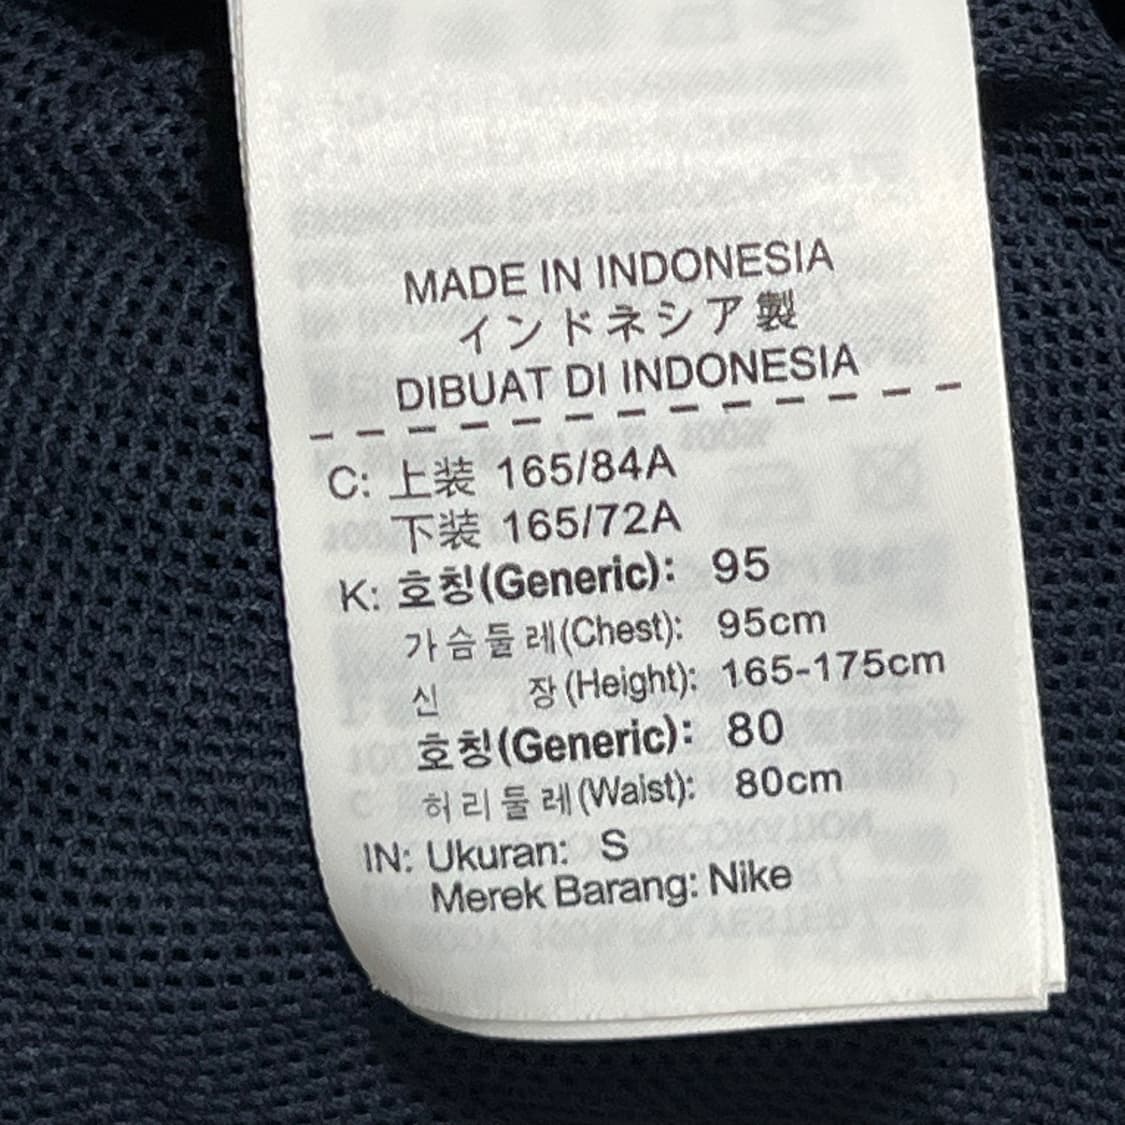 MADE IN INDONESIA
インドネシア製
DIBUAT DI INDONESIA
C: 上装 165/84A
下装 165/72A
K: 호칭(Generic): 95
가슴둘레(Chest): 95cm
신 장(Height): 165-175cm
호칭(Generic): 80
허리둘레(Waist): 80cm
IN: Ukuran: S
Merek Barang: Nike